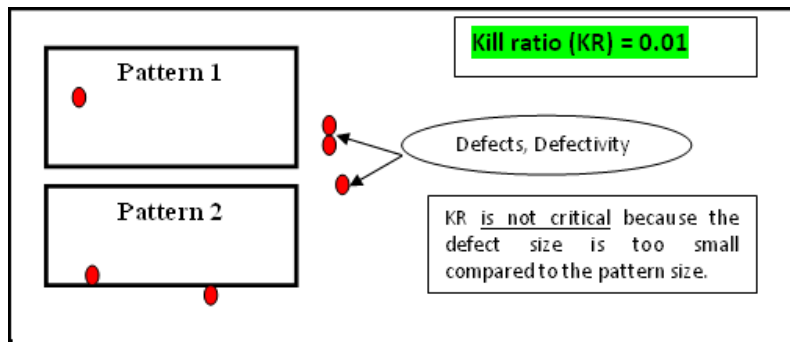 Pattern 1
Kill ratio (KR) = 0.01
Defects, Defectivity
Pattern 2
KR is not critical because the
defect size is too small
compared to the pattern size.